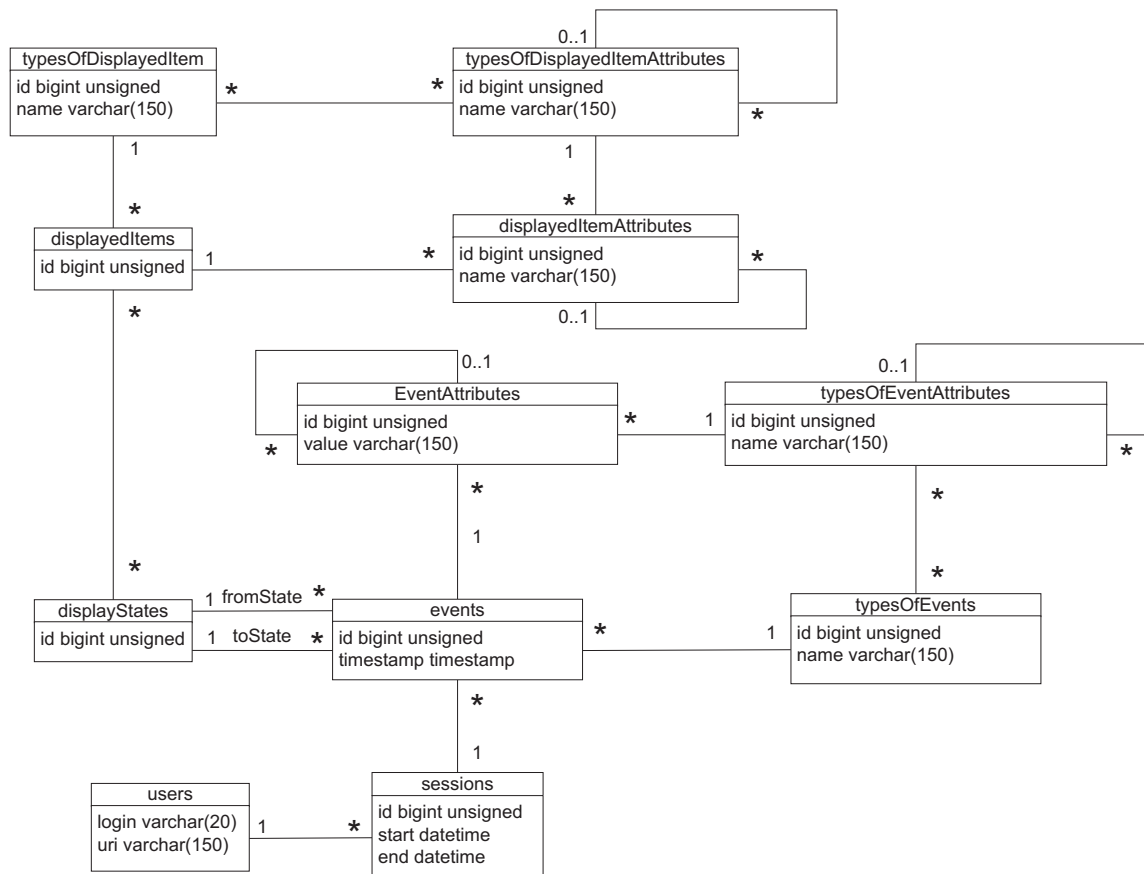 0..1
typesOfDisplayedItem
typesOfDisplayedItemAttributes
id bigint unsigned
name varchar(150)
id bigint unsigned
name varchar(150)
* *
*
1
1
*
*
displayedItems
displayedItemAttributes
id bigint unsigned
id bigint unsigned
name varchar(150)
1 *
*
*
0..1
0..1
0..1
EventAttributes
typesOfEventAttributes
id bigint unsigned
value varchar(150)
id bigint unsigned
name varchar(150)
* 1
*
*
*
*
1
*
*
displayStates
id bigint unsigned
1 fromState *
1 toState *
events
id bigint unsigned
timestamp timestamp
* 1
typesOfEvents
id bigint unsigned
name varchar(150)
*
1
users
login varchar(20)
uri varchar(150)
1 *
sessions
id bigint unsigned
start datetime
end datetime